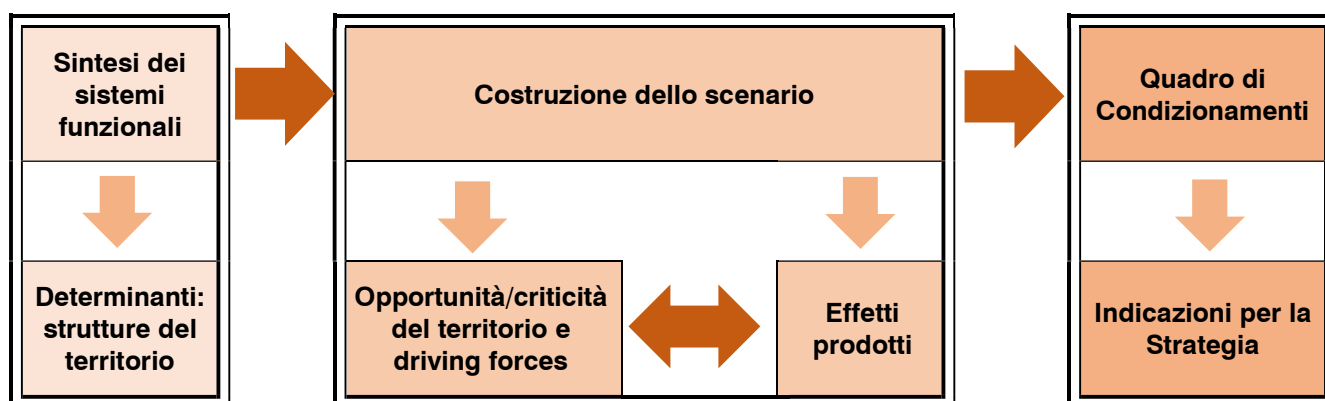 Sintesi dei
sistemi
funzionali
Costruzione dello scenario
Quadro di
Condizionamenti
Determinanti:
strutture del
territorio
Opportunità/criticità
del territorio e
driving forces
Effetti
prodotti
Indicazioni per la
Strategia